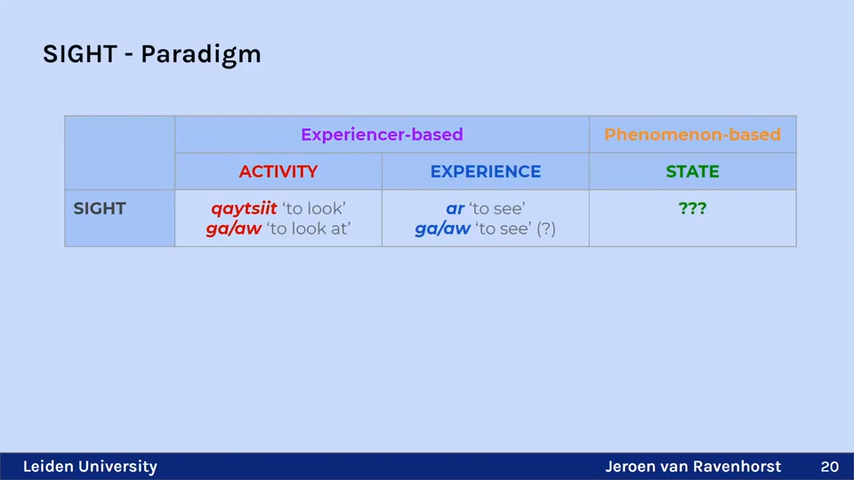 SIGHT - Paradigm
Experiencer-based Phenomenon-based
ACTIVITY EXPERIENCE STATE
SIGHT qaytsiit ‘to look’ ar ‘to see’ ???
ga/aw ‘to look at’ ga/aw ‘to see’ (?)
Leiden University Jeroen van Ravenhorst 20